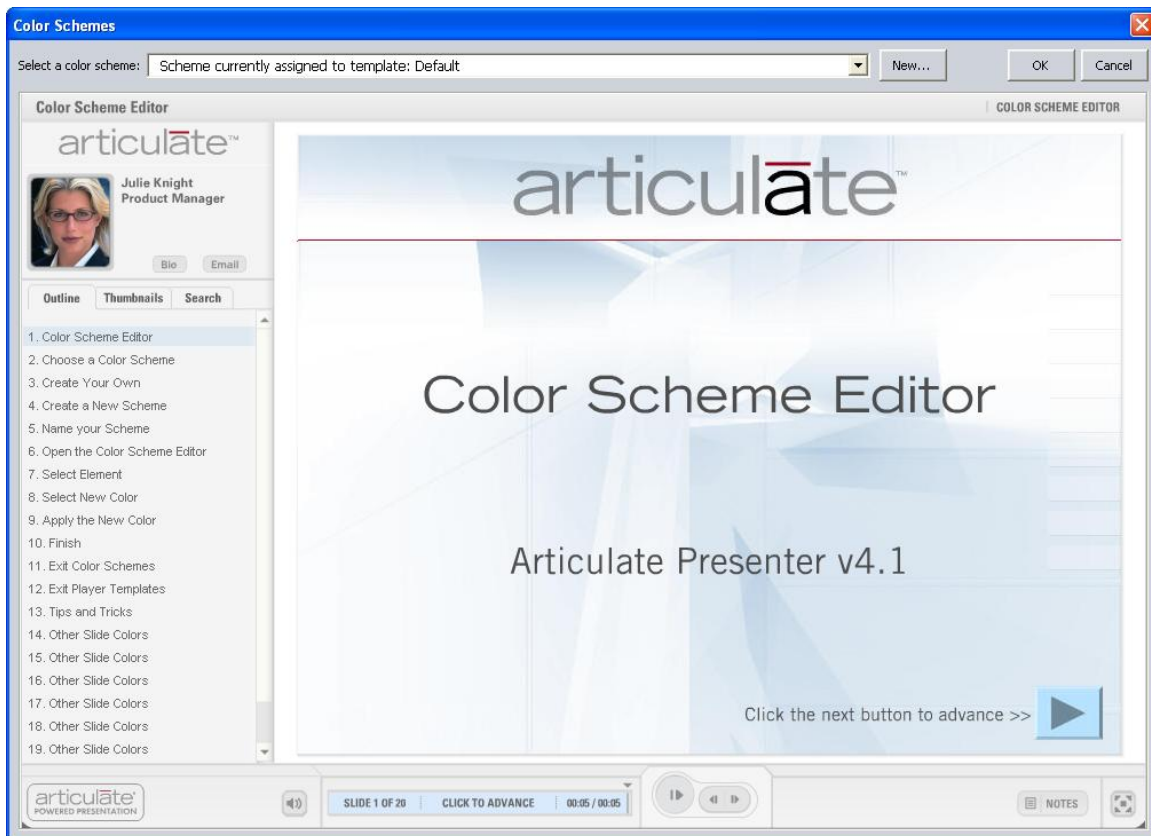 Color Schemes
Select a color scheme: Scheme currently assigned to template: Default New... OK Cancel
Color Scheme Editor COLOR SCHEME EDITOR
articulāte™
Julie Knight
Product Manager
Bio Email
Outline Thumbnails Search
1. Color Scheme Editor
2. Choose a Color Scheme
3. Create Your Own
4. Create a New Scheme
5. Name your Scheme
6. Open the Color Scheme Editor
7. Select Element
8. Select New Color
9. Apply the New Color
10. Finish
11. Exit Color Schemes
12. Exit Player Templates
13. Tips and Tricks
14. Other Slide Colors
15. Other Slide Colors
16. Other Slide Colors
17. Other Slide Colors
18. Other Slide Colors
19. Other Slide Colors
articulāte™
Color Scheme Editor
Articulate Presenter v4.1
Click the next button to advance >>
articulāte®
POWERED PRESENTATION
SLIDE 1 OF 20 CLICK TO ADVANCE 00:05 / 00:05 NOTES